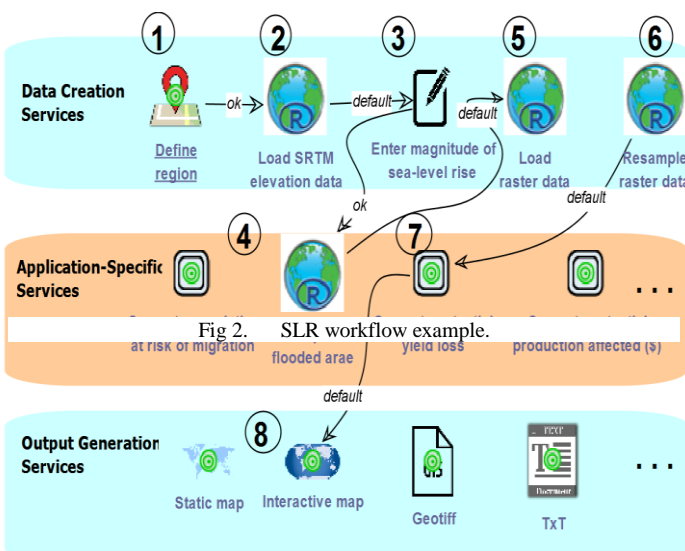 1
2
3
5
6
Data Creation
Services
ok
default
default
Define
region
Load SRTM
elevation data
Enter magnitude of
sea-level rise
Load
raster data
Resample
raster data
ok
default
4
7
Application-Specific
Services
...
Fig 2. SLR workflow example.
at risk of migration
flooded arae
yield loss
production affected ($)
default
8
Output Generation
Services
...
Static map
Interactive map
Geotiff
TEXT
T
Document
TxT